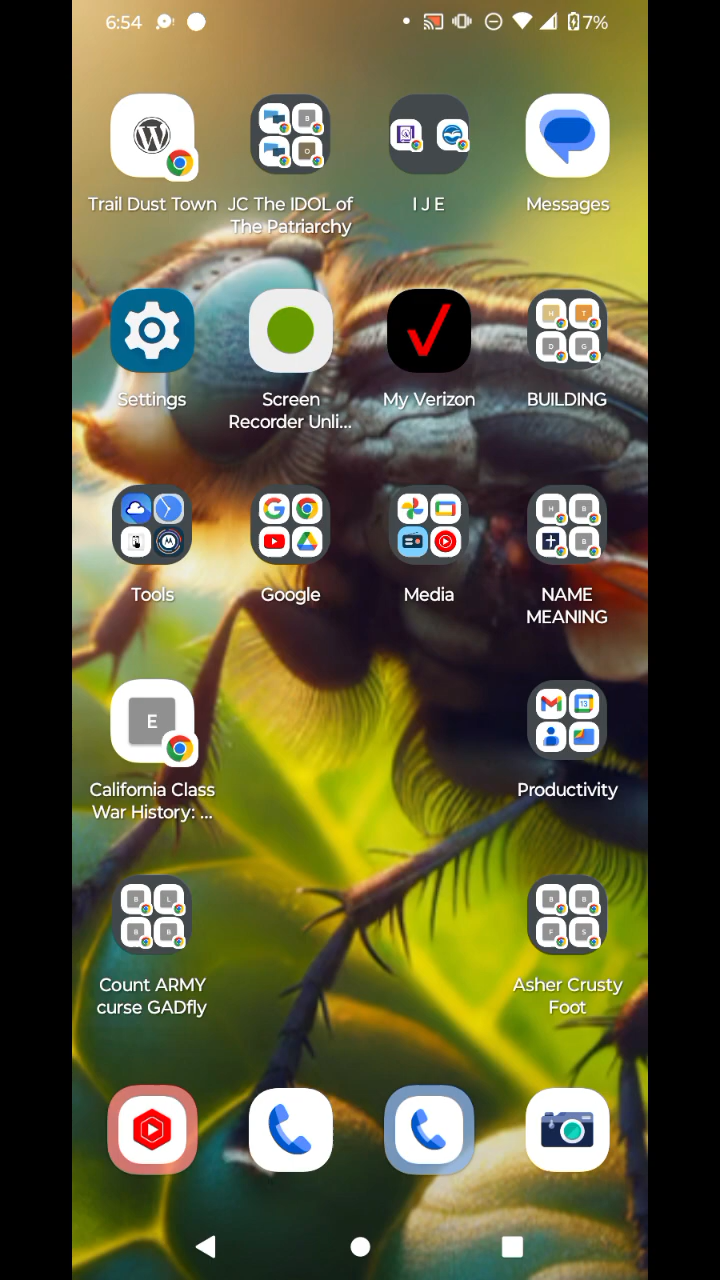 6:54
7%
Trail Dust Town
JC The IDOL of
The Patriarchy
I J E
Messages
Settings
Screen
Recorder Unli...
My Verizon
BUILDING
Tools
Google
Media
NAME
MEANING
E
California Class
War History: ...
Productivity
Count ARMY
curse GADfly
Asher Crusty
Foot